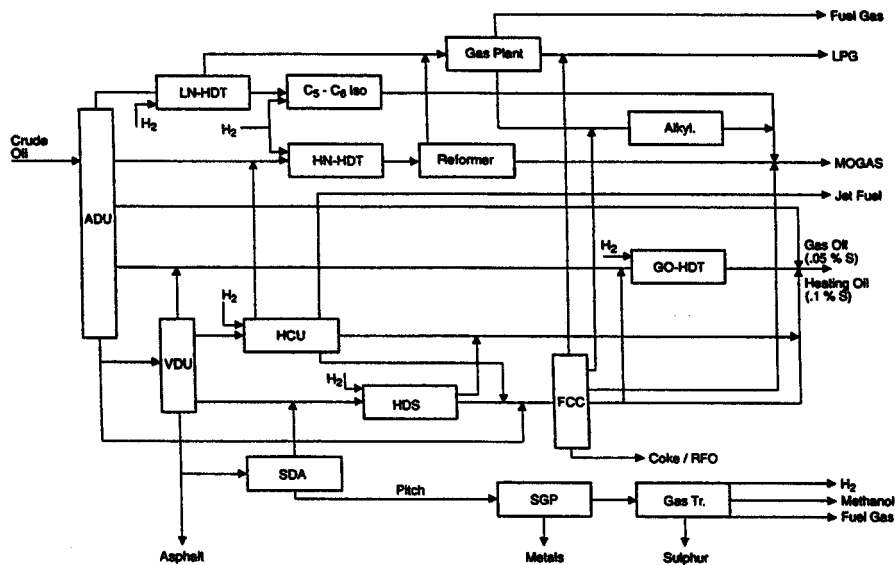 Fuel Gas
Gas Plant
LPG
LN-HDT
C₅ - C₆ Iso
H₂
H₂
Alkyl.
Crude
Oil
HN-HDT
Reformer
MOGAS
Jet Fuel
ADU
H₂
GO-HDT
Gas Oil
(.05 % S)
Heating Oil
(.1 % S)
H₂
HCU
VDU
H₂
HDS
FCC
SDA
Coke / RFO
Pitch
SGP
Gas Tr.
H₂
Methanol
Fuel Gas
Asphalt
Metals
Sulphur